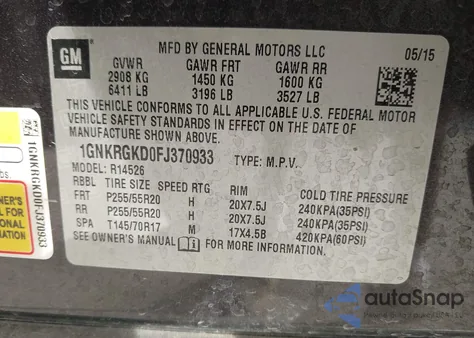 GM
MFD BY GENERAL MOTORS LLC
05/15
GVWR GAWR FRT GAWR RR
2908 KG 1450 KG 1600 KG
6411 LB 3196 LB 3527 LB
THIS VEHICLE CONFORMS TO ALL APPLICABLE U.S. FEDERAL MOTOR
VEHICLE SAFETY STANDARDS IN EFFECT ON THE DATE OF
MANUFACTURE SHOWN ABOVE.
1GNKRGKD0FJ370933 TYPE: M.P.V.
MODEL: R14526
RBBL TIRE SIZE SPEED RTG RIM COLD TIRE PRESSURE
FRT P255/55R20 H 20X7.5J 240KPA(35PSI)
RR P255/55R20 H 20X7.5J 240KPA(35PSI)
SPA T145/70R17 M 17X4.5B 420KPA(60PSI)
SEE OWNER'S MANUAL FOR MORE INFORMATION.
1GNKRGKD0FJ370933
autoSnap